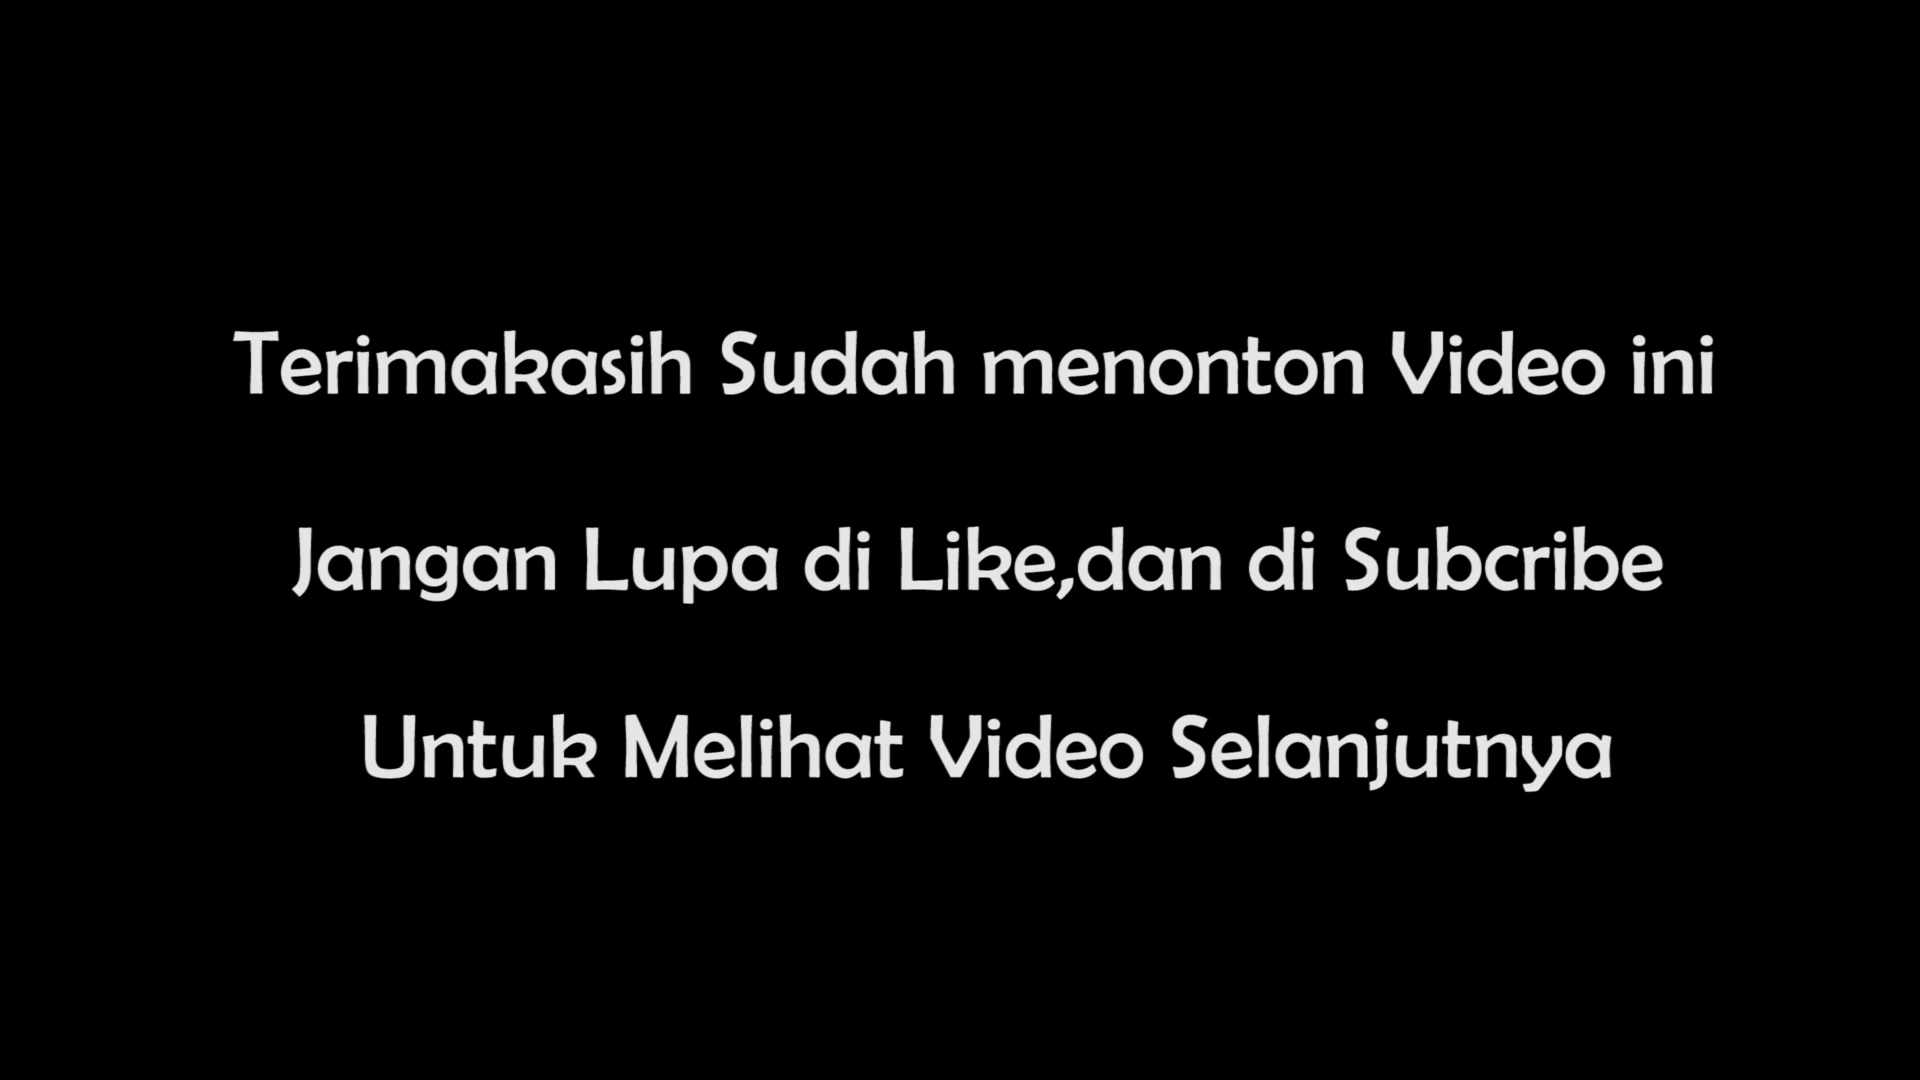 Terimakasih Sudah menonton Video ini
Jangan Lupa di Like,dan di Subcribe
Untuk Melihat Video Selanjutnya